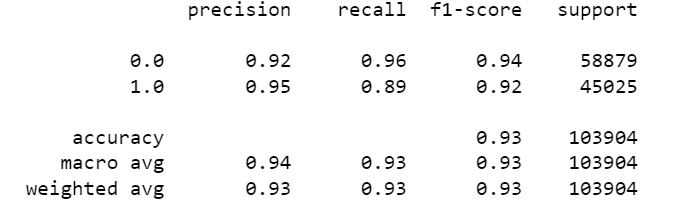 precision recall f1-score support
0.0 0.92 0.96 0.94 58879
1.0 0.95 0.89 0.92 45025
accuracy 0.93 103904
macro avg 0.94 0.93 0.93 103904
weighted avg 0.93 0.93 0.93 103904